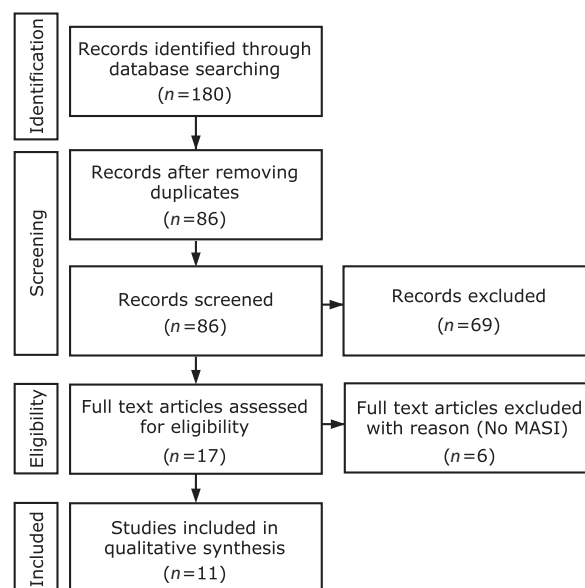 Identification
Records identified through
database searching
(n=180)
Screening
Records after removing
duplicates
(n=86)
Records screened
(n=86)
Records excluded
(n=69)
Eligibility
Full text articles assessed
for eligibility
(n=17)
Full text articles excluded
with reason (No MASI)
(n=6)
Included
Studies included in
qualitative synthesis
(n=11)